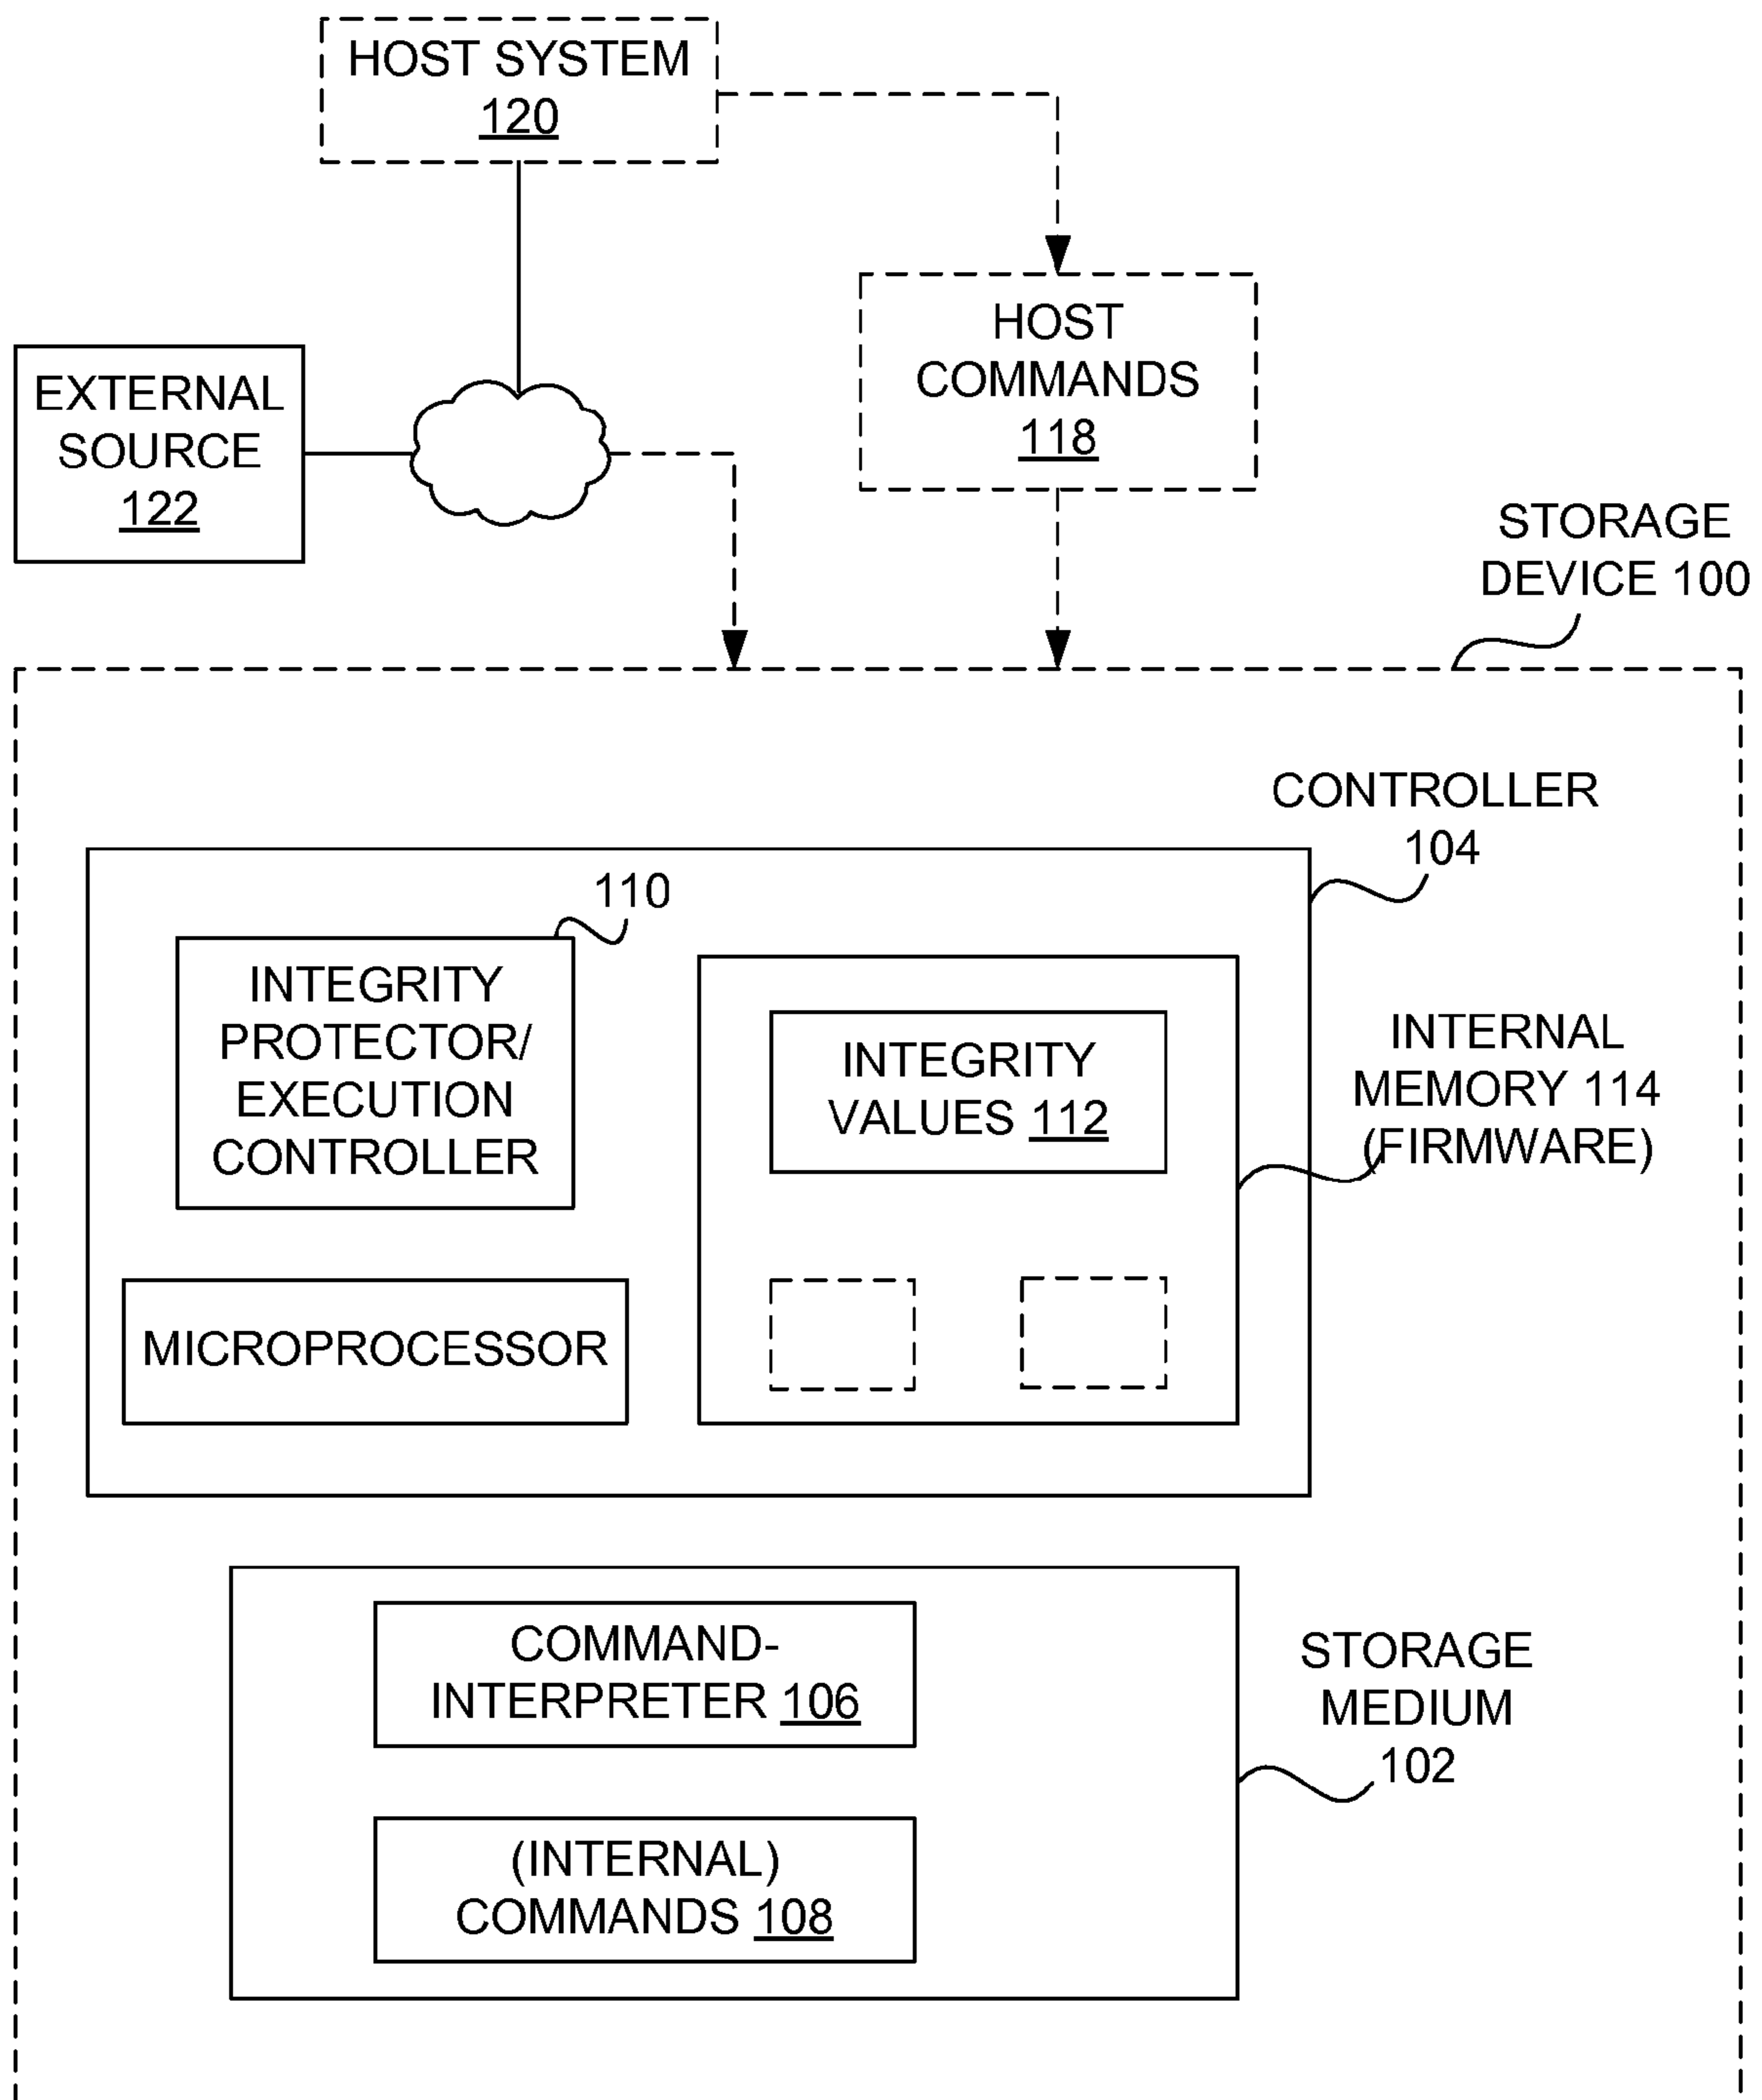 HOST SYSTEM
120
HOST
COMMANDS
118
EXTERNAL
SOURCE
122
STORAGE
DEVICE 100
CONTROLLER
104
110
INTEGRITY
PROTECTOR/
EXECUTION
CONTROLLER
INTEGRITY
VALUES 112
INTERNAL
MEMORY 114
(FIRMWARE)
MICROPROCESSOR
COMMAND-
INTERPRETER 106
STORAGE
MEDIUM
102
(INTERNAL)
COMMANDS 108